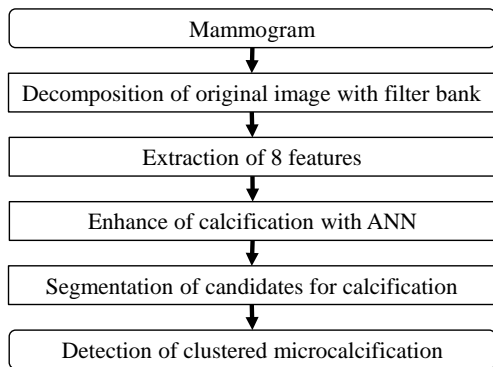 Mammogram
Decomposition of original image with filter bank
Extraction of 8 features
Enhance of calcification with ANN
Segmentation of candidates for calcification
Detection of clustered microcalcification